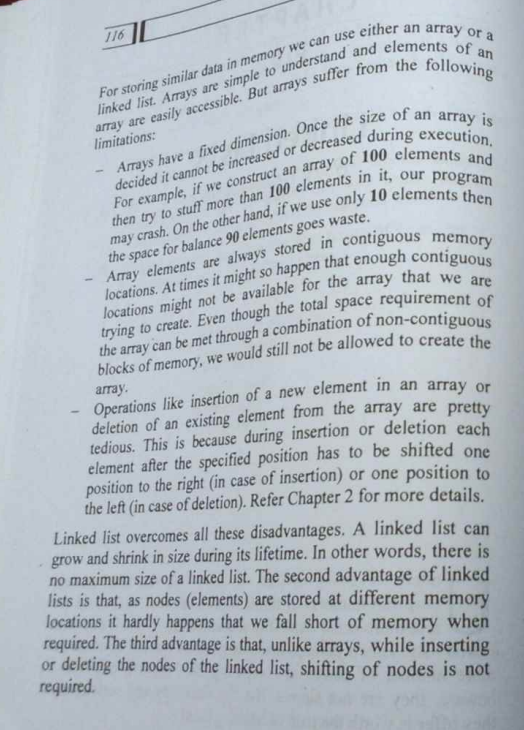 116
For storing similar data in memory we can use either an array or a
linked list. Arrays are simple to understand and elements of an
array are easily accessible. But arrays suffer from the following
limitations:
– Arrays have a fixed dimension. Once the size of an array is
decided it cannot be increased or decreased during execution.
For example, if we construct an array of 100 elements and
then try to stuff more than 100 elements in it, our program
may crash. On the other hand, if we use only 10 elements then
the space for balance 90 elements goes waste.
– Array elements are always stored in contiguous memory
locations. At times it might so happen that enough contiguous
locations might not be available for the array that we are
trying to create. Even though the total space requirement of
the array can be met through a combination of non-contiguous
blocks of memory, we would still not be allowed to create the
array.
– Operations like insertion of a new element in an array or
deletion of an existing element from the array are pretty
tedious. This is because during insertion or deletion each
element after the specified position has to be shifted one
position to the right (in case of insertion) or one position to
the left (in case of deletion). Refer Chapter 2 for more details.
Linked list overcomes all these disadvantages. A linked list can
grow and shrink in size during its lifetime. In other words, there is
no maximum size of a linked list. The second advantage of linked
lists is that, as nodes (elements) are stored at different memory
locations it hardly happens that we fall short of memory when
required. The third advantage is that, unlike arrays, while inserting
or deleting the nodes of the linked list, shifting of nodes is not
required.